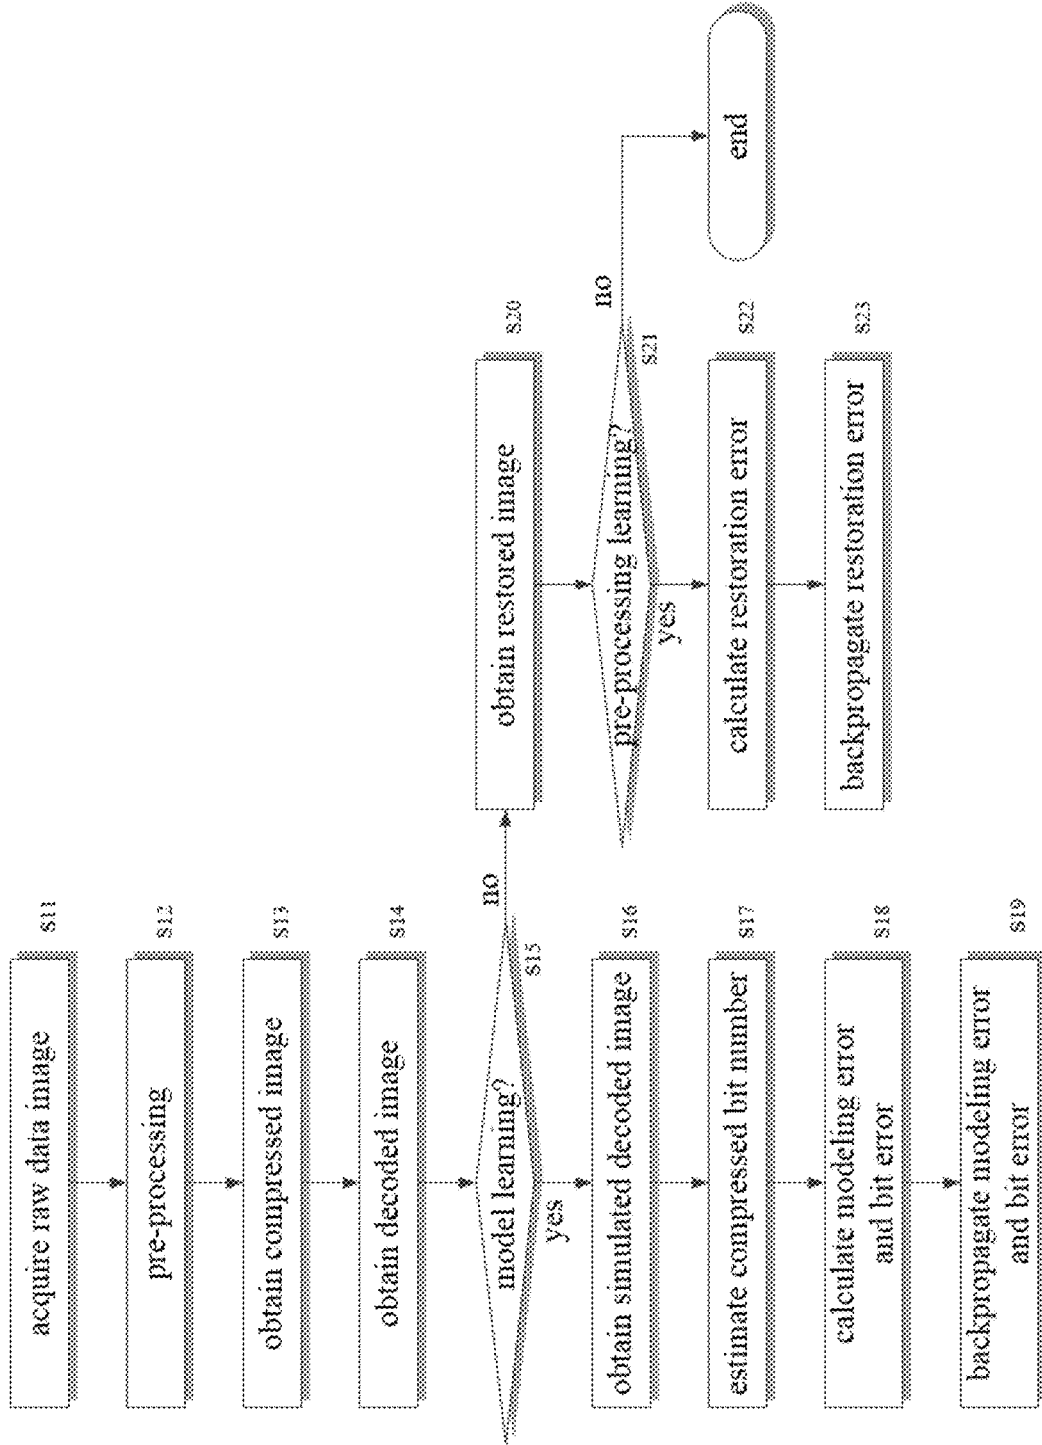 acquire raw data image
S11
pre-processing
S12
obtain compressed image
S13
obtain decoded image
S14
model learning?
S15
no
yes
obtain simulated decoded image
S16
estimate compressed bit number
S17
calculate modeling error
and bit error
S18
backpropagate modeling error
and bit error
S19
obtain restored image
S20
pre-processing learning?
S21
no
yes
calculate restoration error
S22
backpropagate restoration error
S23
end